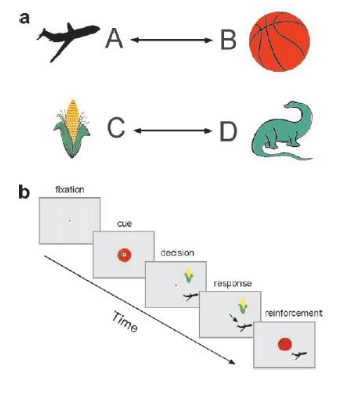 a
A B
C D
b
fixation
cue
decision
response
reinforcement
Time